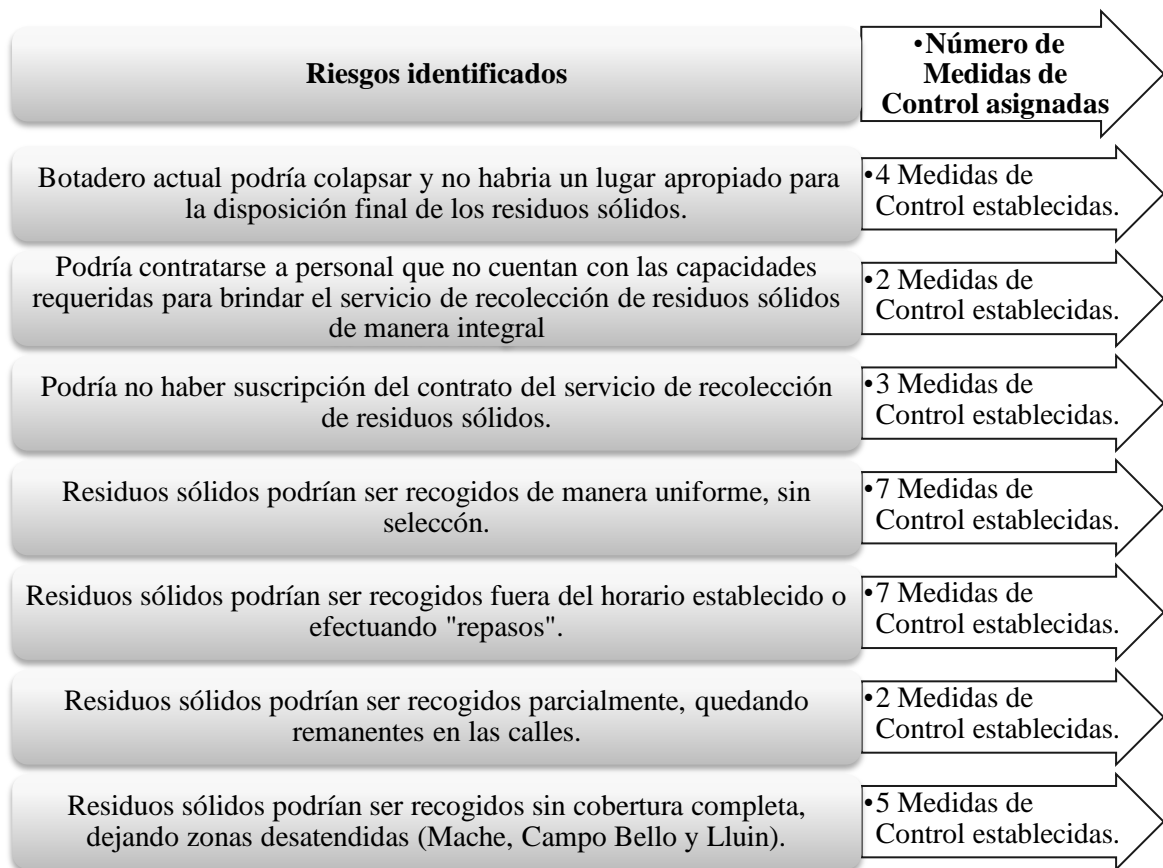 Riesgos identificados
•Número de
Medidas de
Control asignadas
Botadero actual podría colapsar y no habria un lugar apropiado para
la disposición final de los residuos sólidos.
•4 Medidas de
Control establecidas.
Podría contratarse a personal que no cuentan con las capacidades
requeridas para brindar el servicio de recolección de residuos sólidos
de manera integral
•2 Medidas de
Control establecidas.
Podría no haber suscripción del contrato del servicio de recolección
de residuos sólidos.
•3 Medidas de
Control establecidas.
Residuos sólidos podrían ser recogidos de manera uniforme, sin
seleccón.
•7 Medidas de
Control establecidas.
Residuos sólidos podrían ser recogidos fuera del horario establecido o
efectuando "repasos".
•7 Medidas de
Control establecidas.
Residuos sólidos podrían ser recogidos parcialmente, quedando
remanentes en las calles.
•2 Medidas de
Control establecidas.
Residuos sólidos podrían ser recogidos sin cobertura completa,
dejando zonas desatendidas (Mache, Campo Bello y Lluin).
•5 Medidas de
Control establecidas.